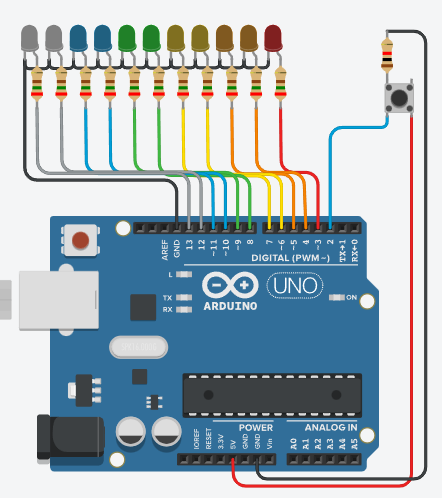 AREF
GND
13
12
~11
~10
~9
8
7
~6
~5
4
~3
2
TX→1
RX←0
DIGITAL (PWM~)
L
TX
RX
UNO
ARDUINO
ON
IOREF
RESET
3.3V
5V
GND
GND
Vin
POWER
ANALOG IN
A0
A1
A2
A3
A4
A5